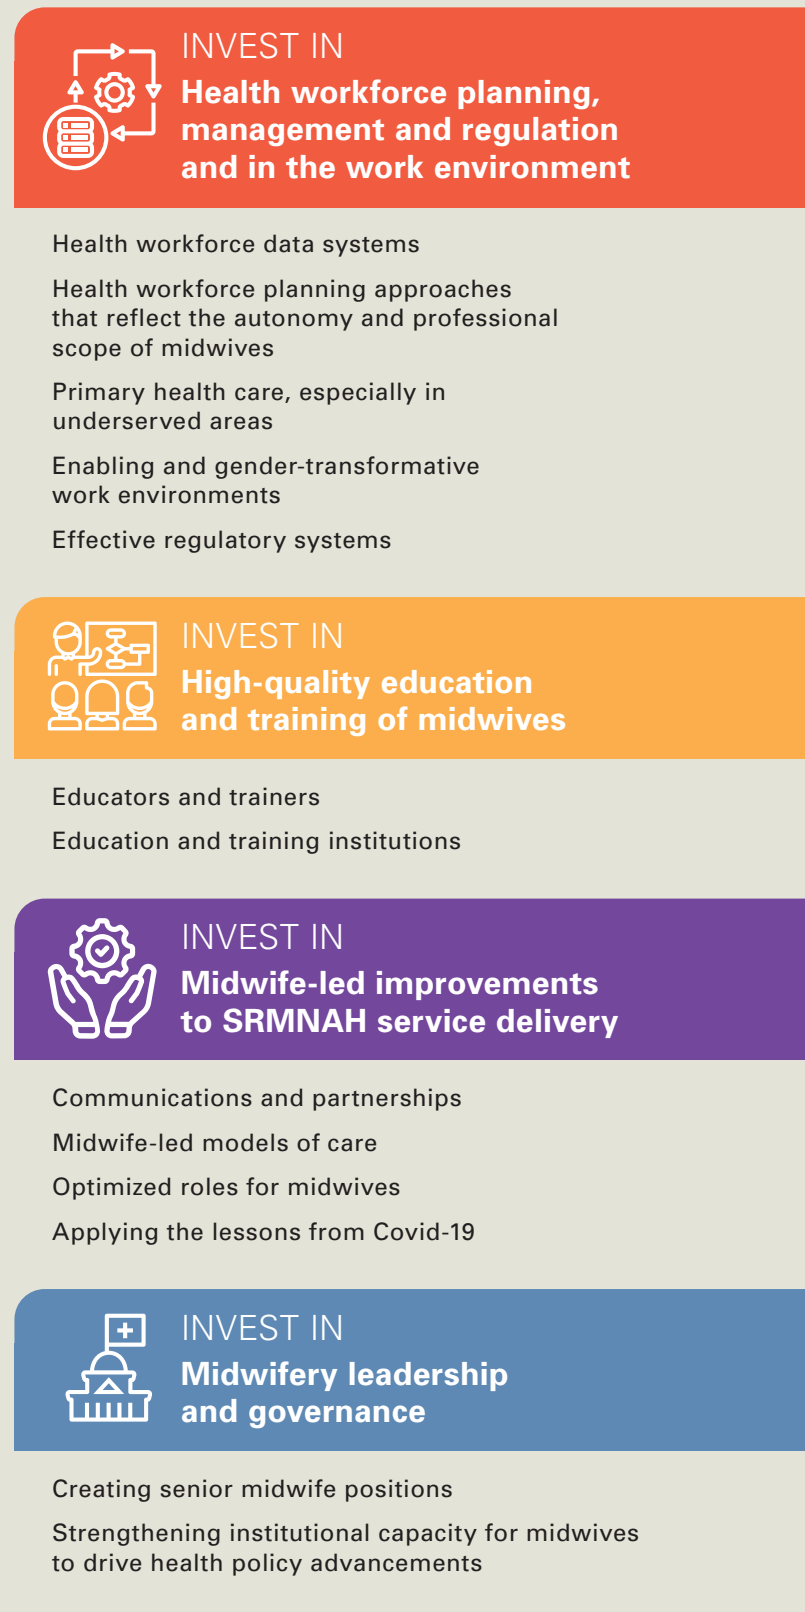 INVEST IN
Health workforce planning,
management and regulation
and in the work environment
Health workforce data systems
Health workforce planning approaches
that reflect the autonomy and professional
scope of midwives
Primary health care, especially in
underserved areas
Enabling and gender-transformative
work environments
Effective regulatory systems
INVEST IN
High-quality education
and training of midwives
Educators and trainers
Education and training institutions
INVEST IN
Midwife-led improvements
to SRMNAH service delivery
Communications and partnerships
Midwife-led models of care
Optimized roles for midwives
Applying the lessons from Covid-19
INVEST IN
Midwifery leadership
and governance
Creating senior midwife positions
Strengthening institutional capacity for midwives
to drive health policy advancements